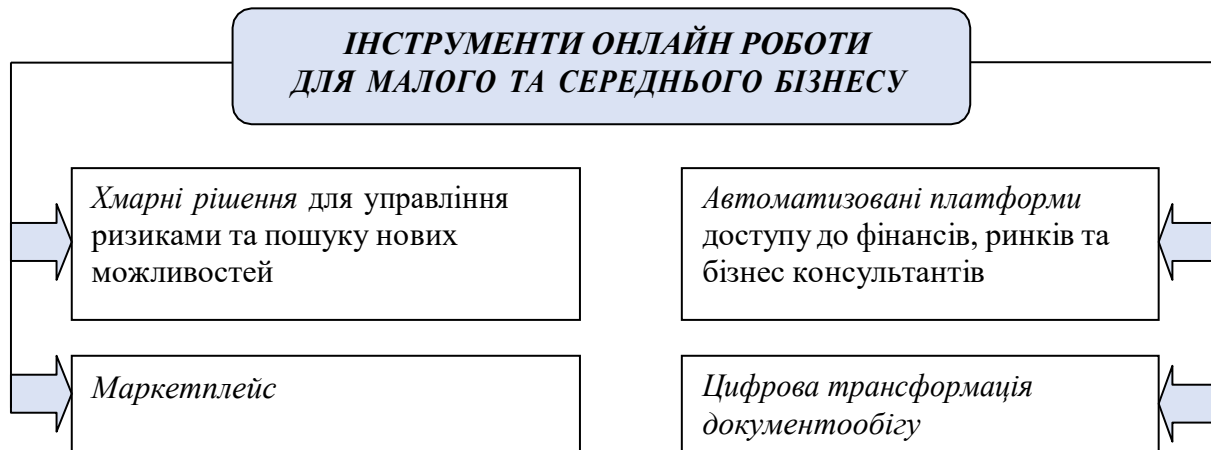 ІНСТРУМЕНТИ ОНЛАЙН РОБОТИ
ДЛЯ МАЛОГО ТА СЕРЕДНЬОГО БІЗНЕСУ
Хмарні рішення для управління
ризиками та пошуку нових
можливостей
Автоматизовані платформи
доступу до фінансів, ринків та
бізнес консультантів
Маркетплейс
Цифрова трансформація
документообігу